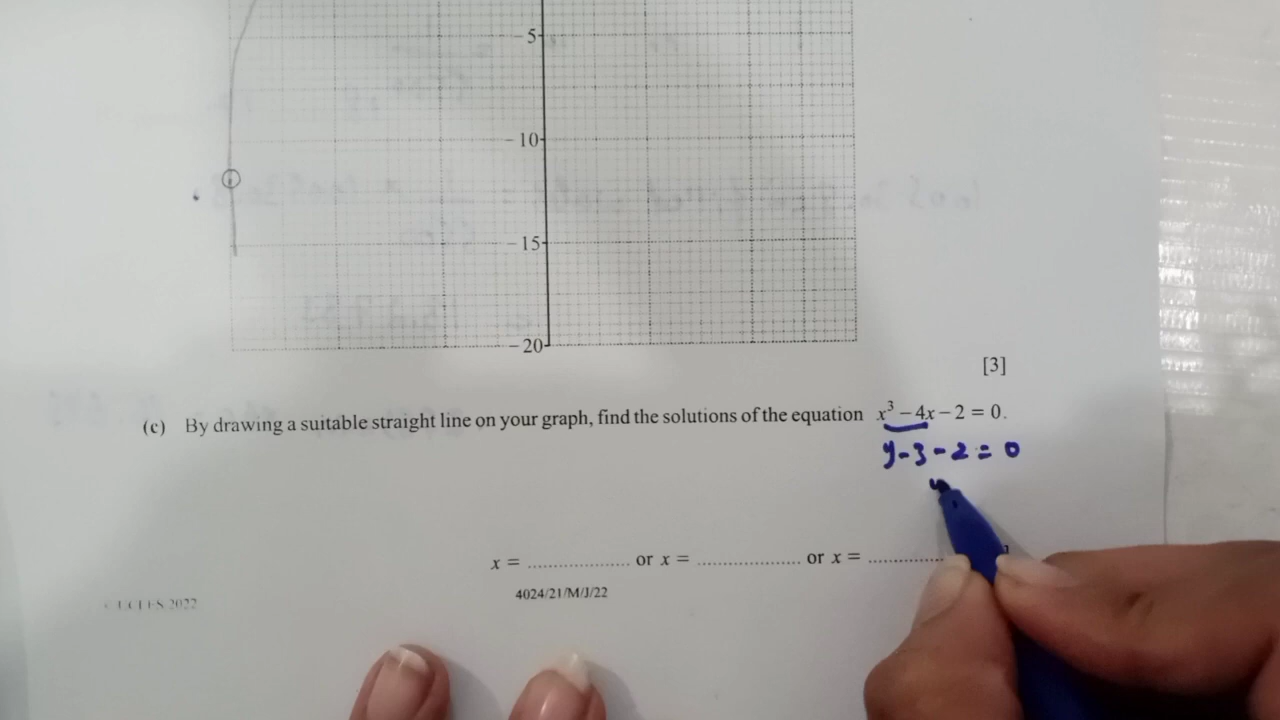 -5
-10
-15
-20
[3]
(c) By drawing a suitable straight line on your graph, find the solutions of the equation x³ – 4x – 2 = 0.
y-3-2=0
x = .................... or x = .................... or x = ...............
4024/21/M/J/22